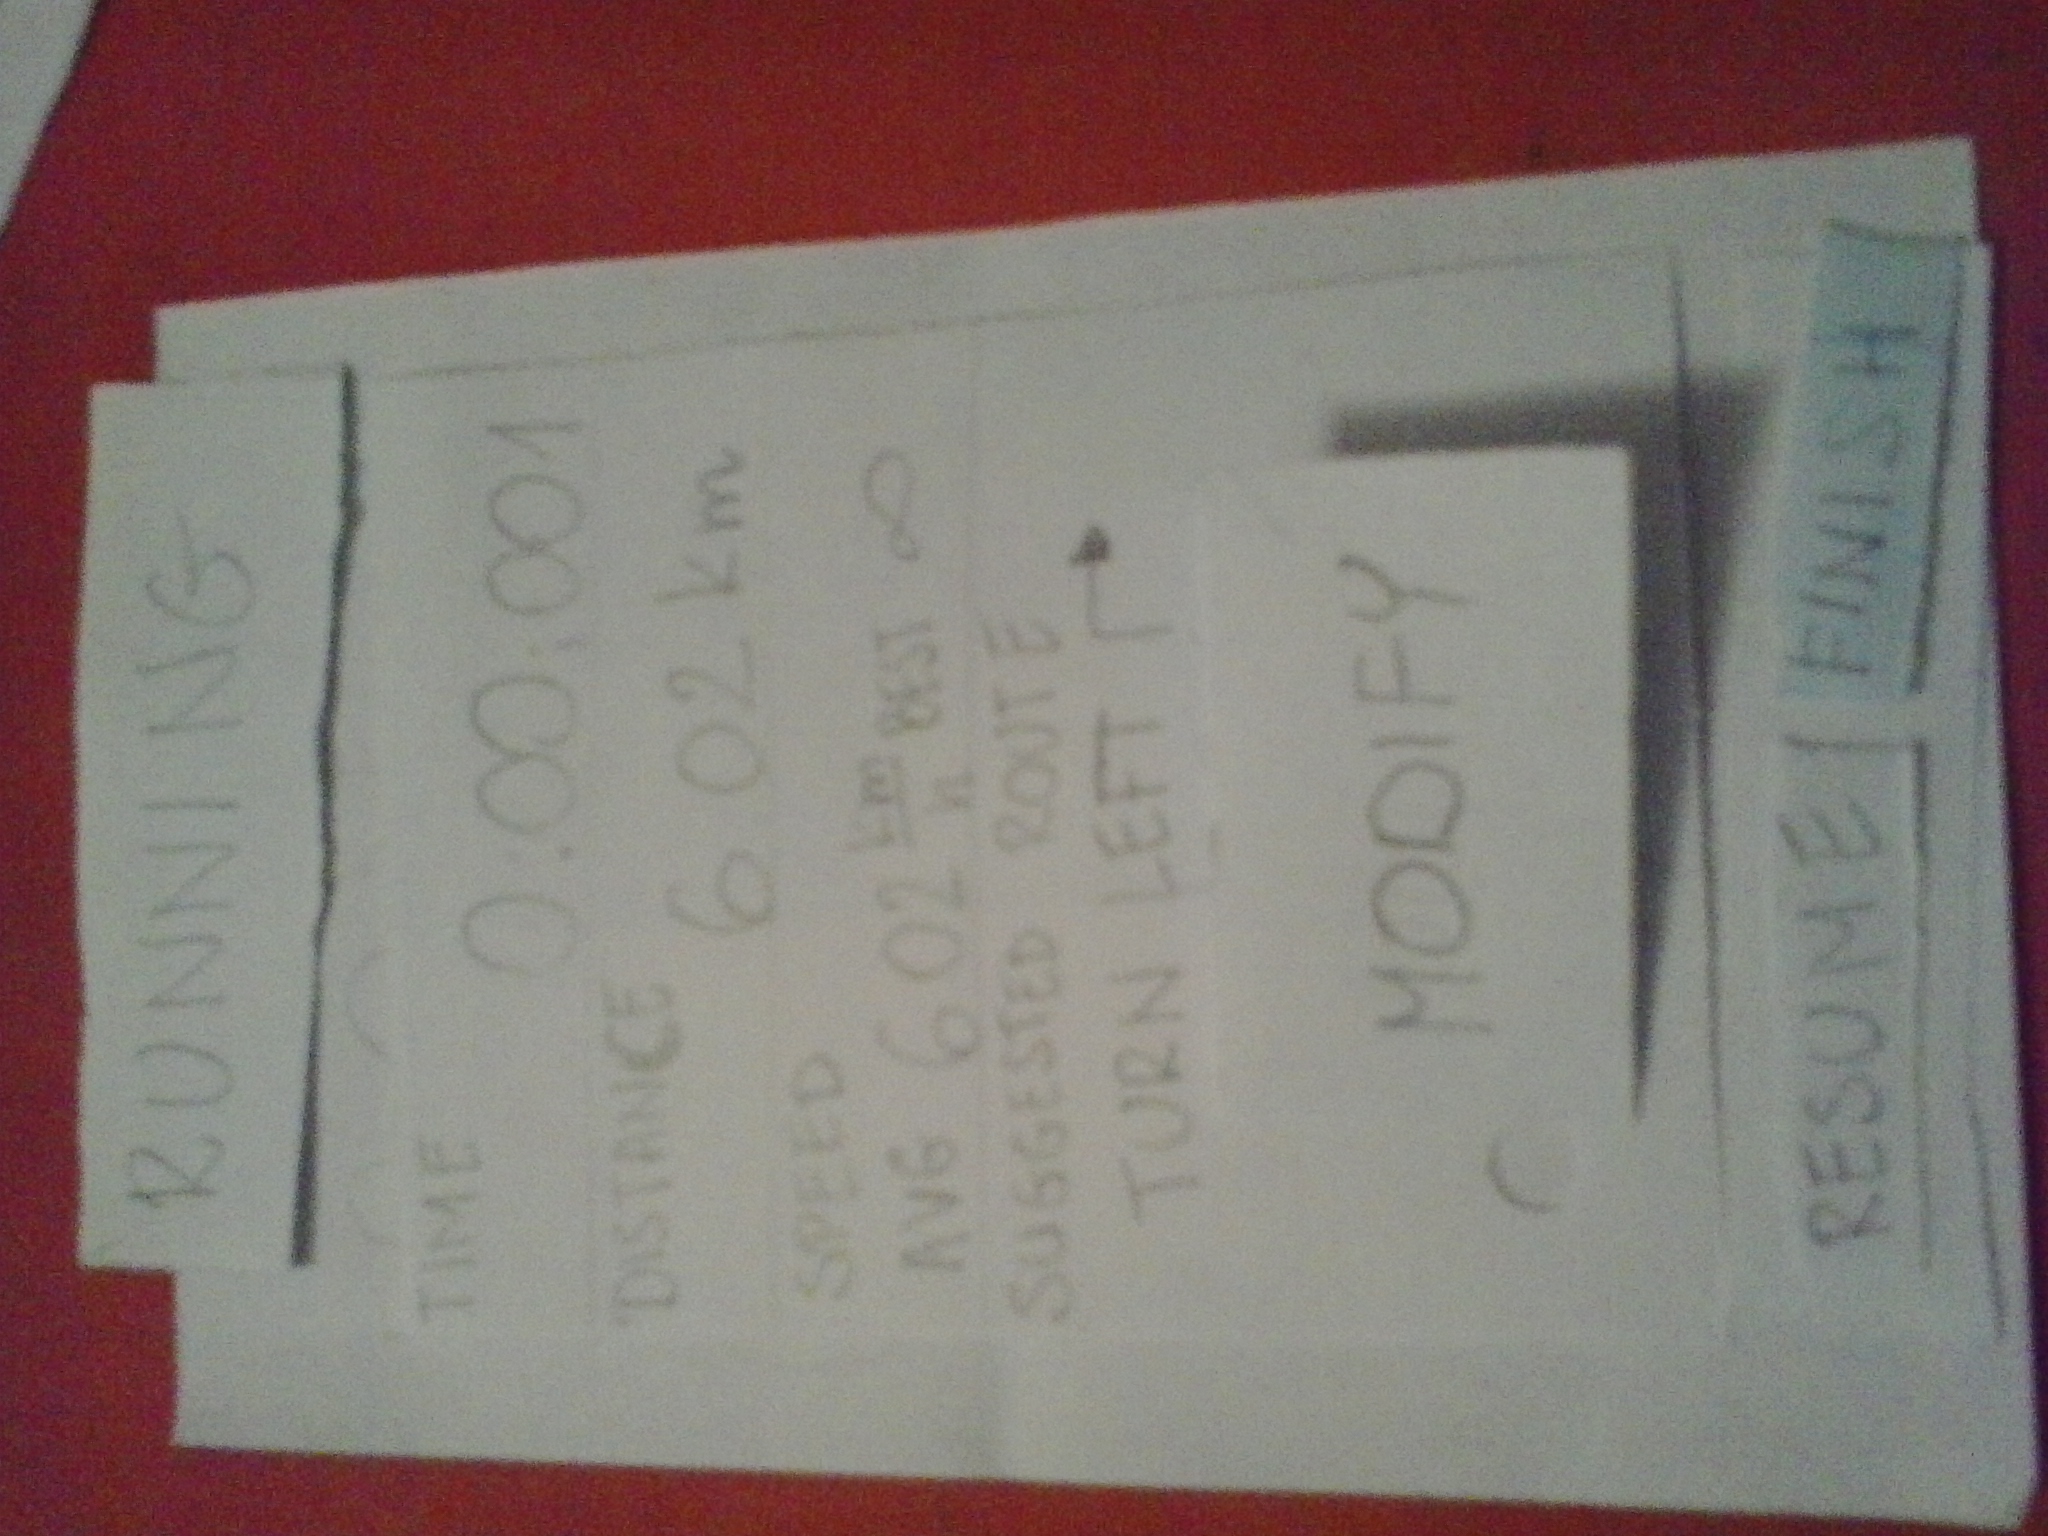 RUNNING
TIME
0:00:001
DISTANCE
6 02 km
SPEED
AVG 6 02 km/h BEST ∞
SUGGESTED ROUTE
TURN LEFT
MODIFY
RESUME FINISH